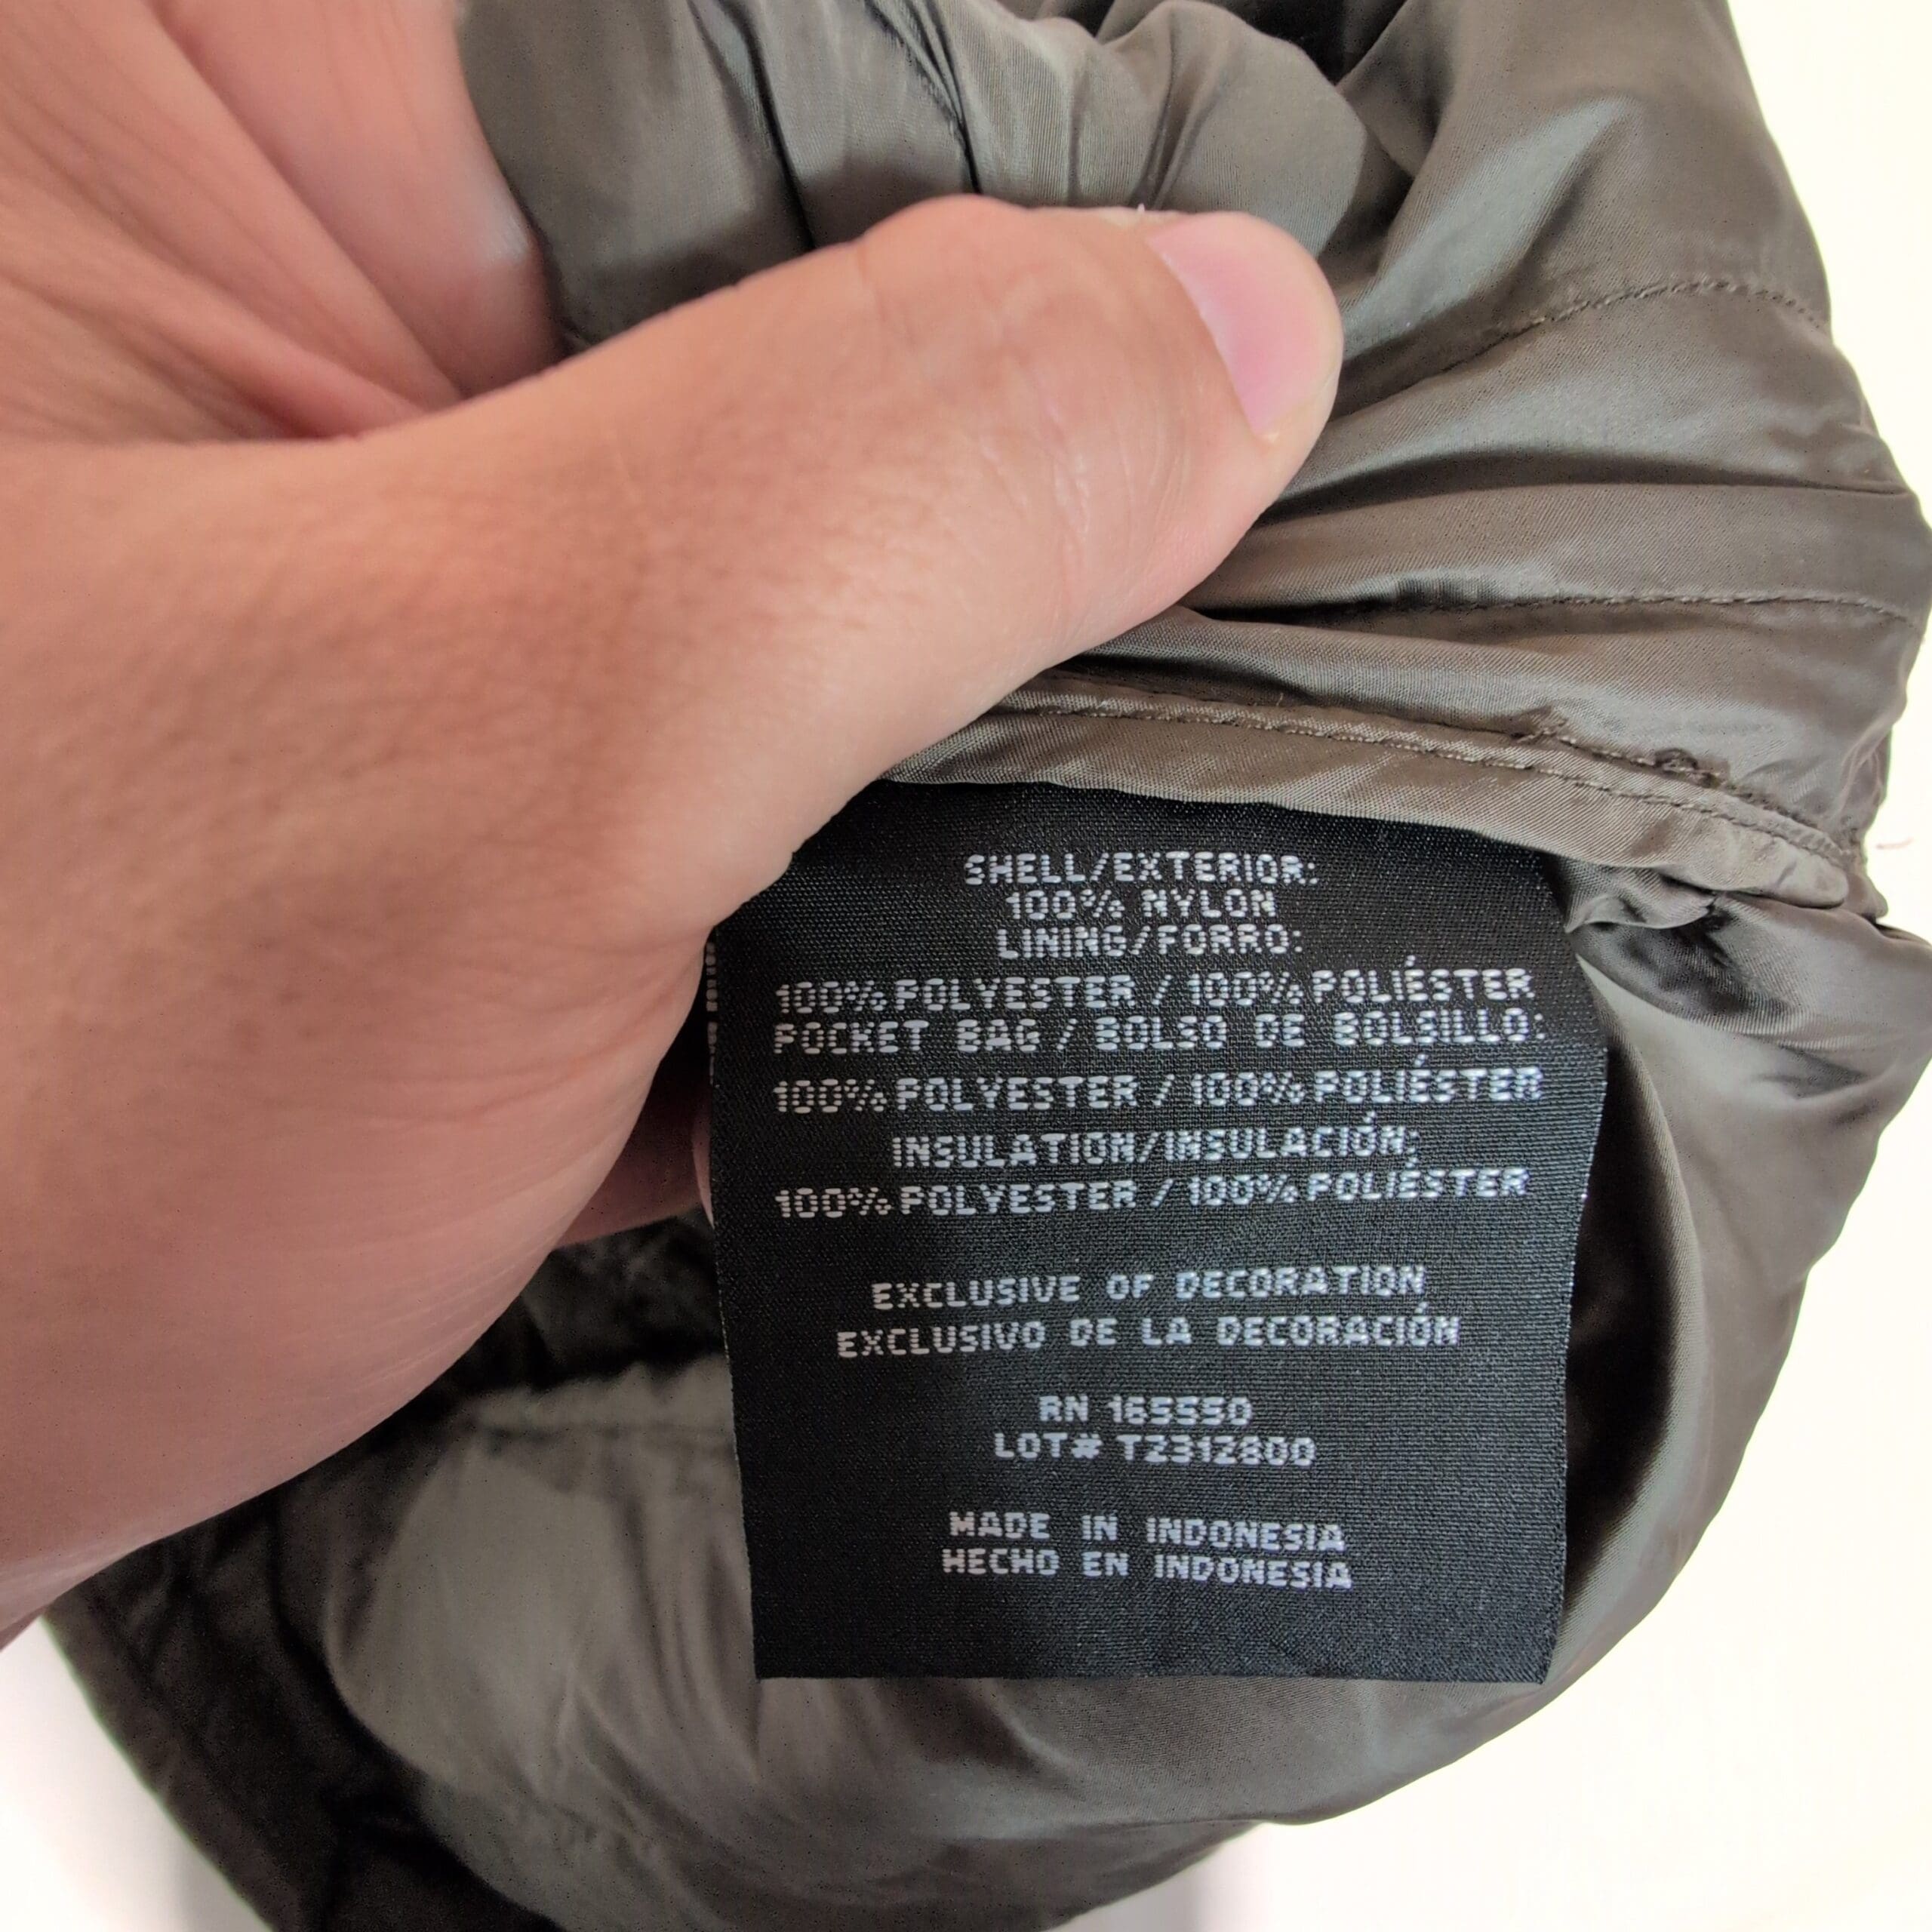 SHELL/EXTERIOR:
100% NYLON
LINING/FORRO:
100% POLYESTER / 100% POLIÉSTER
POCKET BAG / BOLSO DE BOLSILLO:
100% POLYESTER / 100% POLIÉSTER
INSULATION/INSULACIÓN:
100% POLYESTER / 100% POLIÉSTER
EXCLUSIVE OF DECORATION
EXCLUSIVO DE LA DECORACIÓN
RN 165550
LOT# T2312800
MADE IN INDONESIA
HECHO EN INDONESIA